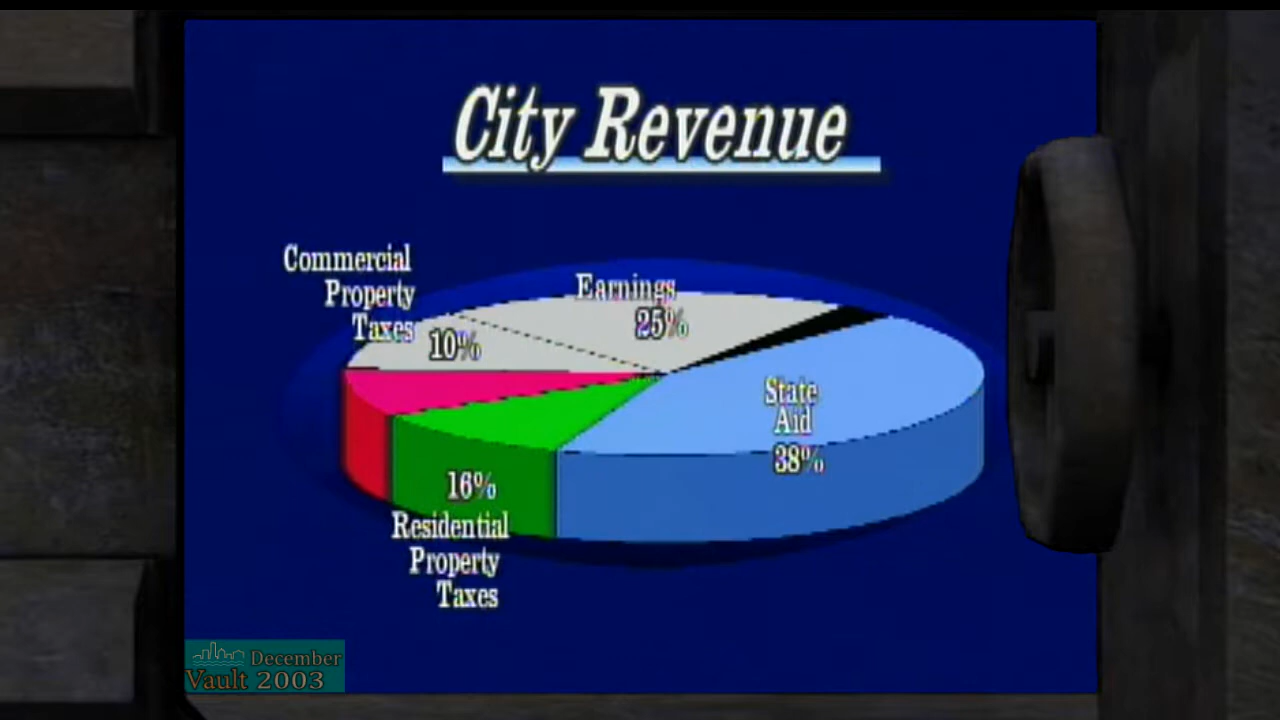 City Revenue
Commercial
Property
Taxes
10%
Earnings
25%
State
Aid
38%
16%
Residential
Property
Taxes
December
Vault 2003